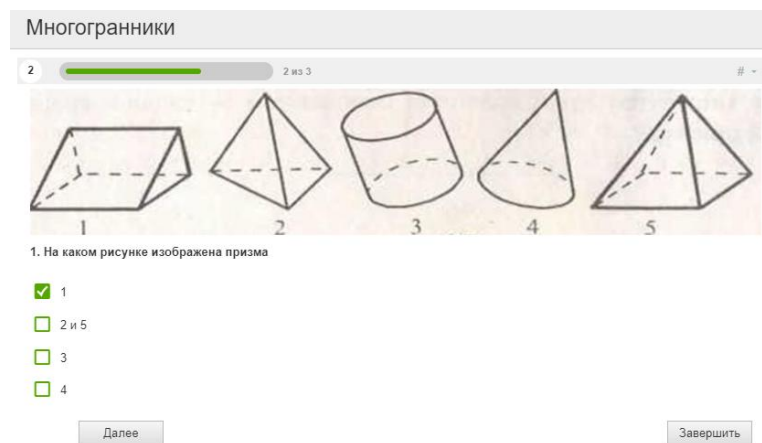 Многогранники
2 2 из 3 #
1 2 3 4 5
1. На каком рисунке изображена призма
1
2 и 5
3
4
Далее Завершить